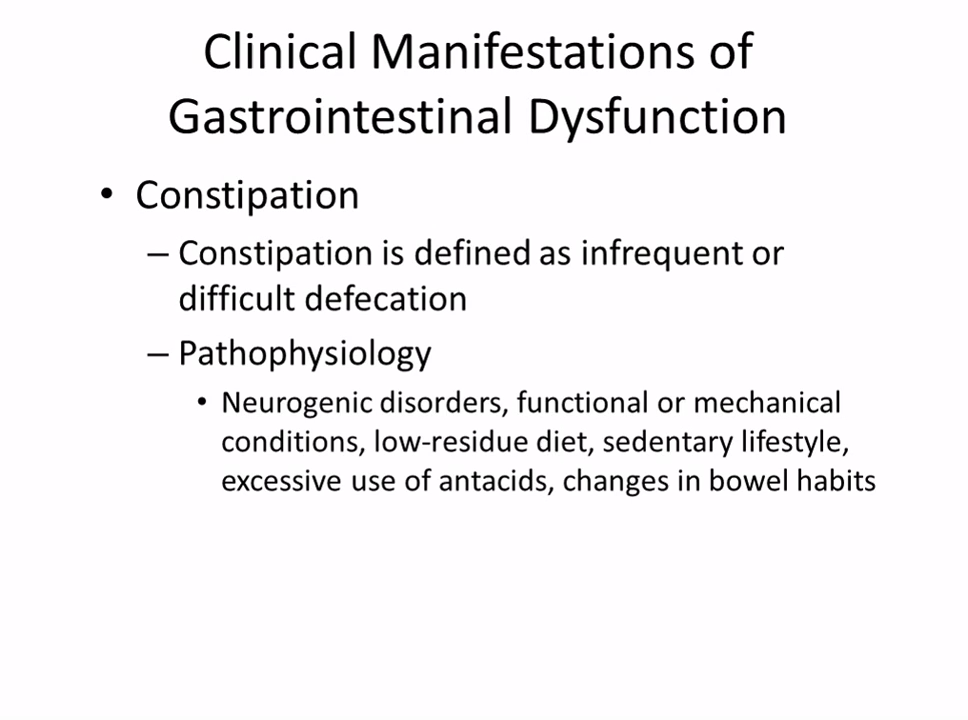 Clinical Manifestations of
Gastrointestinal Dysfunction
• Constipation
– Constipation is defined as infrequent or
difficult defecation
– Pathophysiology
• Neurogenic disorders, functional or mechanical
conditions, low-residue diet, sedentary lifestyle,
excessive use of antacids, changes in bowel habits